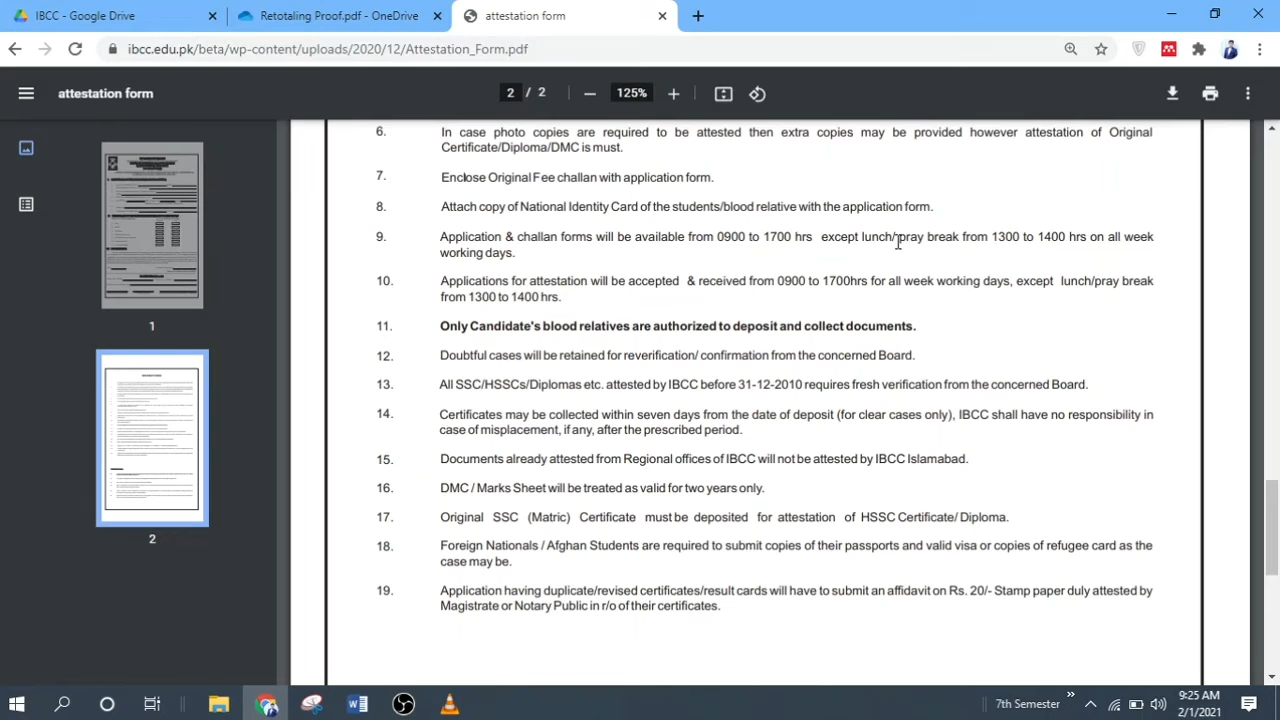 IBCC - Google Drive
Retotaling Proof.pdf - OneDrive
attestation form
ibcc.edu.pk/beta/wp-content/uploads/2020/12/Attestation_Form.pdf
attestation form
2 / 2
125%
6. In case photo copies are required to be attested then extra copies may be provided however attestation of Original
Certificate/Diploma/DMC is must.
7. Enclose Original Fee challan with application form.
8. Attach copy of National Identity Card of the students/blood relative with the application form.
9. Application & challan forms will be available from 0900 to 1700 hrs except lunch/pray break from 1300 to 1400 hrs on all week
working days.
10. Applications for attestation will be accepted & received from 0900 to 1700hrs for all week working days, except lunch/pray break
from 1300 to 1400 hrs.
11. Only Candidate's blood relatives are authorized to deposit and collect documents.
12. Doubtful cases will be retained for reverification/ confirmation from the concerned Board.
13. All SSC/HSSCs/Diplomas etc. attested by IBCC before 31-12-2010 requires fresh verification from the concerned Board.
14. Certificates may be collected within seven days from the date of deposit (for clear cases only), IBCC shall have no responsibility in
case of misplacement, if any, after the prescribed period.
15. Documents already attested from Regional offices of IBCC will not be attested by IBCC Islamabad.
16. DMC / Marks Sheet will be treated as valid for two years only.
17. Original SSC (Matric) Certificate must be deposited for attestation of HSSC Certificate/ Diploma.
18. Foreign Nationals / Afghan Students are required to submit copies of their passports and valid visa or copies of refugee card as the
case may be.
19. Application having duplicate/revised certificates/result cards will have to submit an affidavit on Rs. 20/- Stamp paper duly attested by
Magistrate or Notary Public in r/o of their certificates.
1
2
7th Semester
9:25 AM
2/1/2021